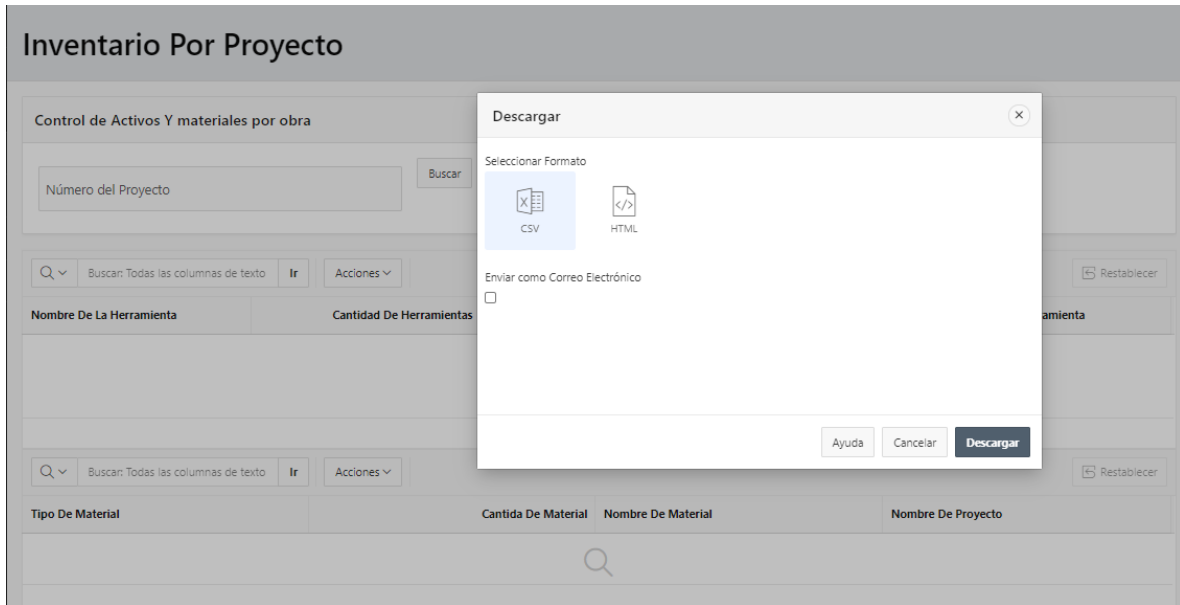 Inventario Por Proyecto
Control de Activos Y materiales por obra
Número del Proyecto
Buscar
Descargar
Seleccionar Formato
CSV
HTML
Enviar como Correo Electrónico
Ayuda
Cancelar
Descargar
Buscar: Todas las columnas de texto
Ir
Acciones
Restablecer
Nombre De La Herramienta
Cantidad De Herramientas
amienta
Buscar: Todas las columnas de texto
Ir
Acciones
Restablecer
Tipo De Material
Cantida De Material
Nombre De Material
Nombre De Proyecto